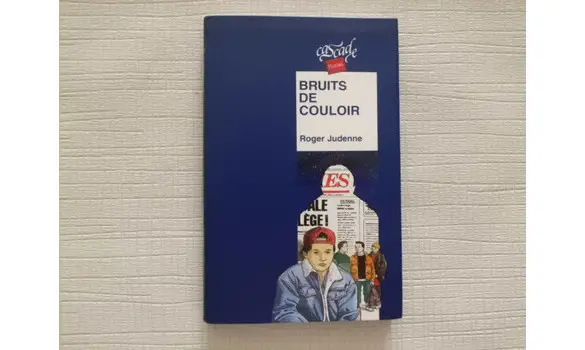 cascade
BRUITS
DE
COULOIR
Roger Judenne
ES
ALE
LÈGE!